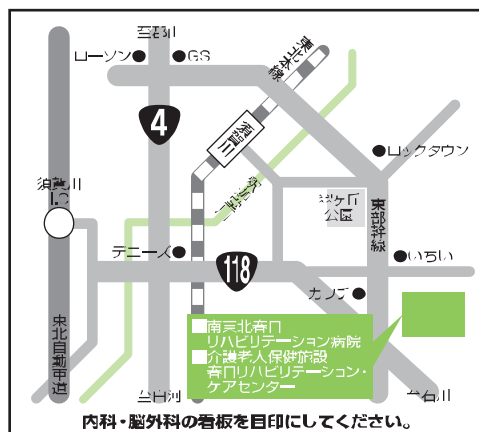 至郡山
ローソン
GS
東北本線
4
須賀川
ロックタウン
須賀川
I.C
公園
東部幹線
デニーズ
118
いちい
カワチ
東北自動車道
■南東北春日
リハビリテーション病院
■介護老人保健施設
春日リハビリテーション・
ケアセンター
至白河
至石川
内科・脳外科の看板を目印にしてください。